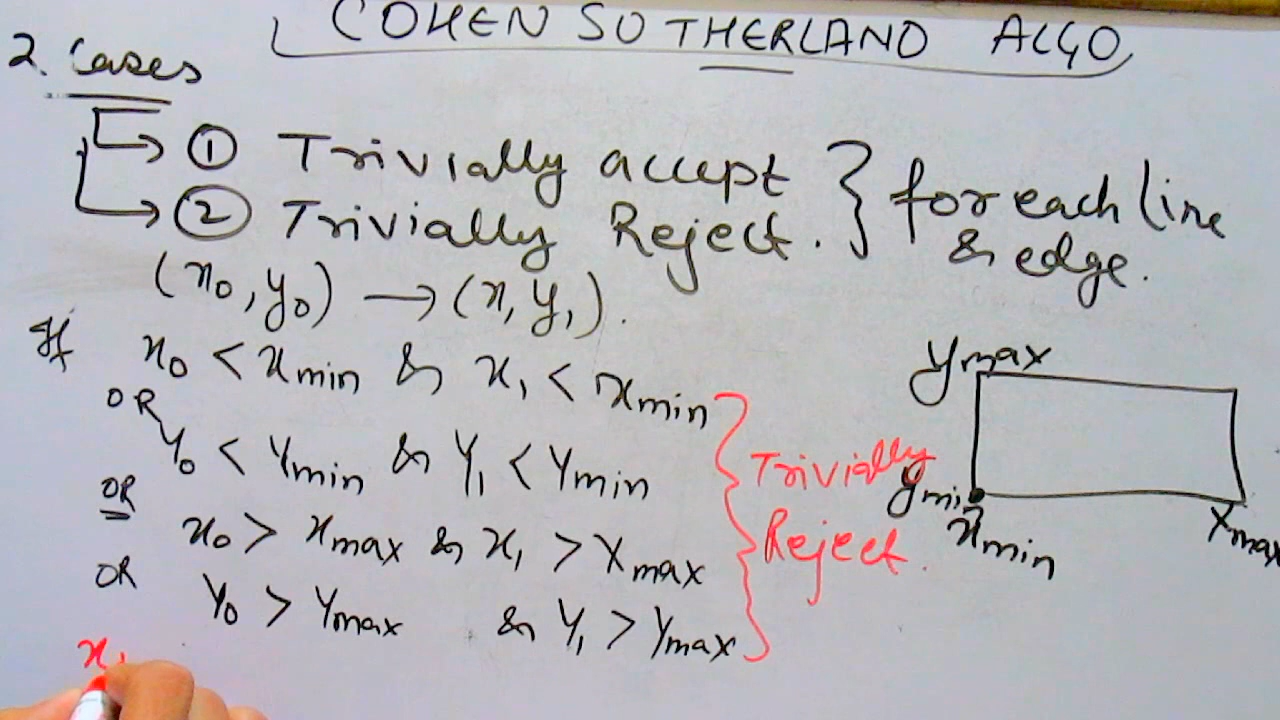 COHEN SUTHERLAND ALGO
2. Cases
→ ① Trivially accept } for each line
→ ② Trivially Reject. } & edge.
(x₀, y₀) → (x, y₁).
If x₀ < xmin & x₁ < xmin
OR
Y₀ < Ymin & Y₁ < Ymin
OR
x₀ > xmax & x₁ > Xmax
OR
Y₀ > Ymax & Y₁ > Ymax
Trivially
Reject.
ymax
ymin
xmin
Xmax